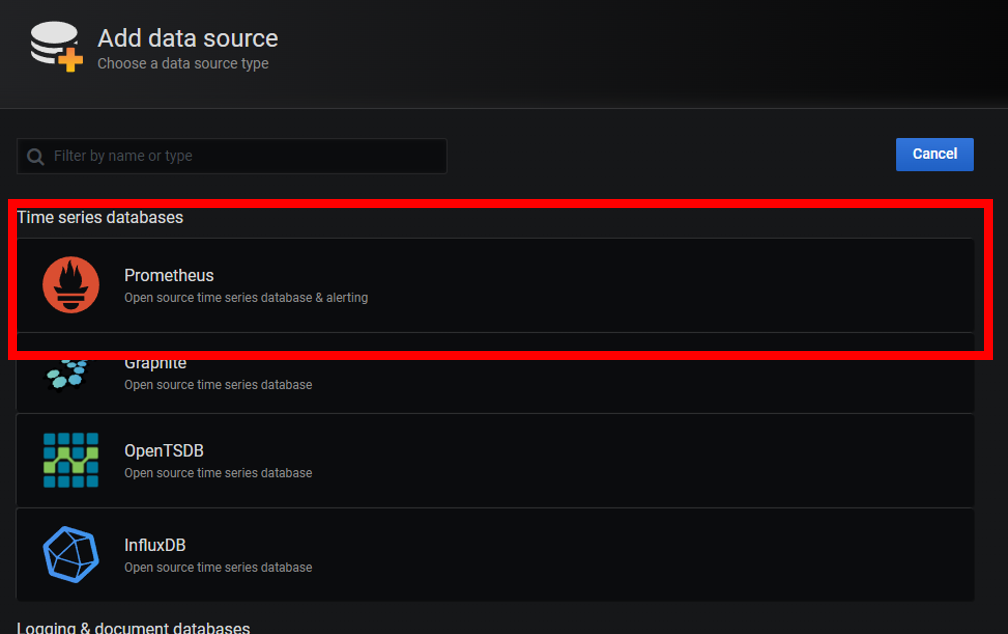 Add data source
Choose a data source type
Filter by name or type
Cancel
Time series databases
Prometheus
Open source time series database & alerting
Graphite
Open source time series database
OpenTSDB
Open source time series database
InfluxDB
Open source time series database
Logging & document databases